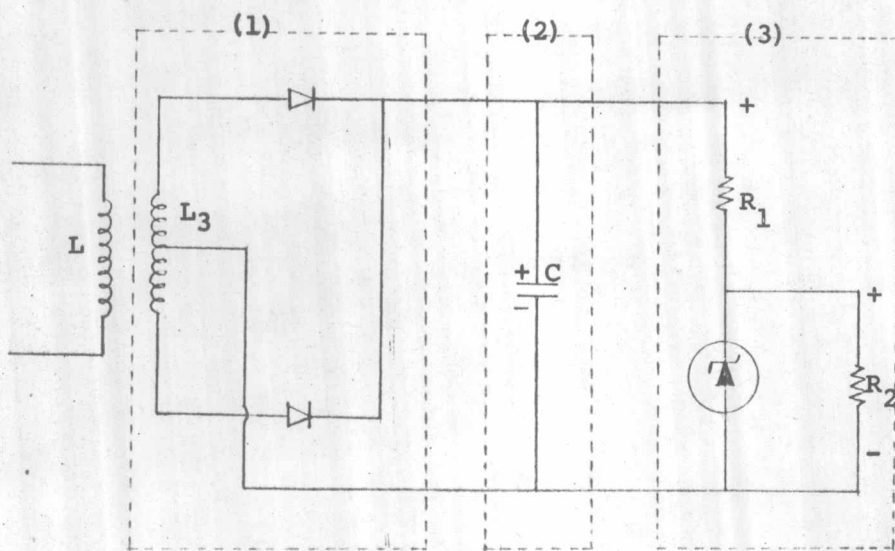 (1) (2) (3)
+
R1
L3
L
+ C
-
+
R2
-